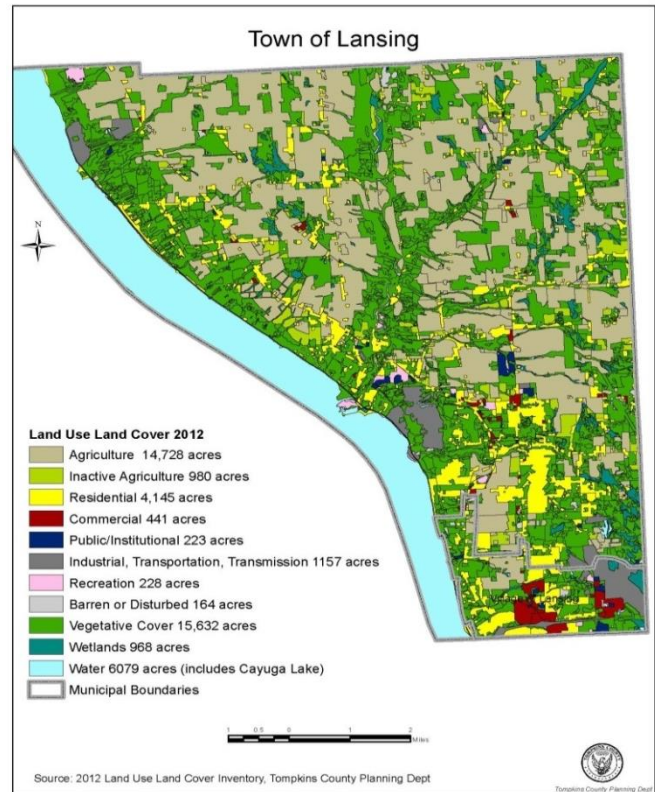 Town of Lansing
N
Land Use Land Cover 2012
Agriculture 14,728 acres
Inactive Agriculture 980 acres
Residential 4,145 acres
Commercial 441 acres
Public/Institutional 223 acres
Industrial, Transportation, Transmission 1157 acres
Recreation 228 acres
Barren or Disturbed 164 acres
Vegetative Cover 15,632 acres
Wetlands 968 acres
Water 6079 acres (includes Cayuga Lake)
Municipal Boundaries
Village of Lansing
1 0.5 0 1 2
Miles
Source: 2012 Land Use Land Cover Inventory, Tompkins County Planning Dept
Tompkins County Planning Dept